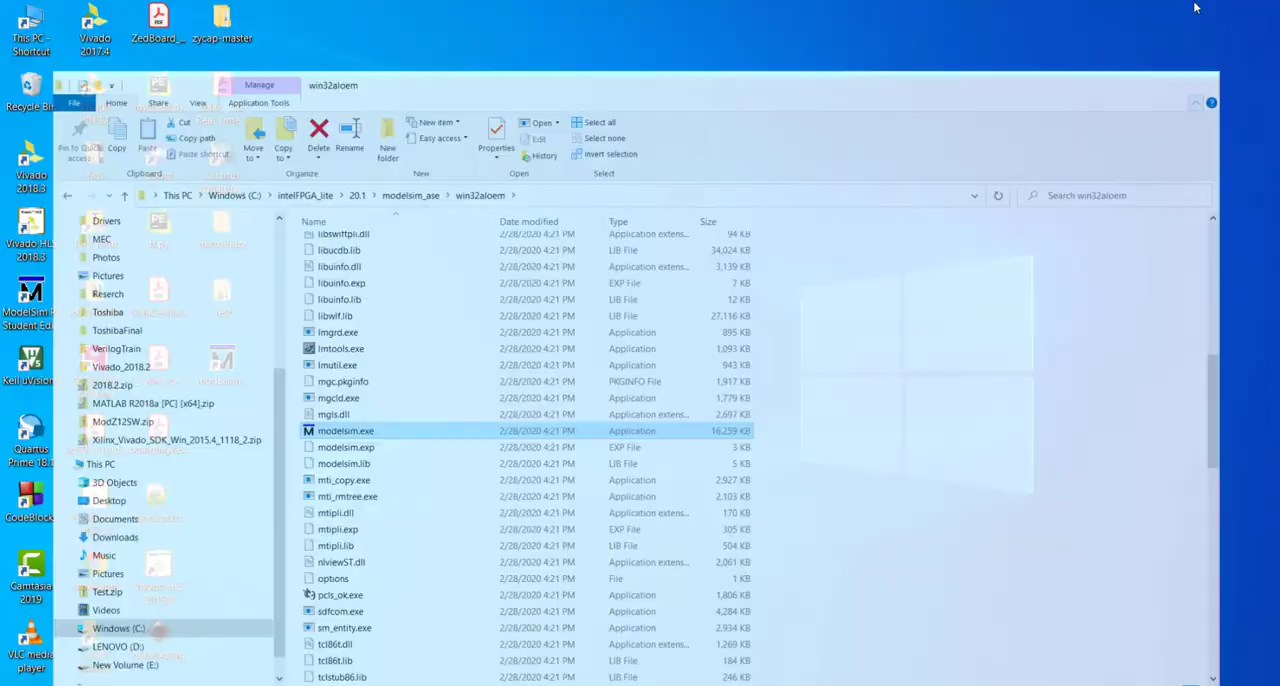 This PC -
Shortcut
Vivado
2017.4
ZedBoard_...
zycap-master
Recycle Bin
Vivado
2018.3
Vivado HLS
2018.3
ModelSim
Student Edi
Keil uVision
Quartus
Prime 18.1
CodeBlock
Camtasia
2019
VLC media
player
Manage
win32aloem
File
Home
Share
View
Application Tools
Pin to Quick
access
Copy
Paste
Cut
Copy path
Paste shortcut
Clipboard
Move
to
Copy
to
Delete
Rename
Organize
New
folder
New item
Easy access
New
Properties
Open
Edit
History
Open
Select all
Select none
Invert selection
Select
This PC > Windows (C:) > intelFPGA_lite > 20.1 > modelsim_ase > win32aloem >
Search win32aloem
Drivers
MEC
Photos
Pictures
Reserch
Toshiba
ToshibaFinal
VerilogTrain
Vivado_2018.2
2018.2.zip
MATLAB R2018a [PC] [x64].zip
ModZ12SW.zip
Xilinx_Vivado_SDK_Win_2015.4_1118_2.zip
This PC
3D Objects
Desktop
Documents
Downloads
Music
Pictures
Test.zip
Videos
Windows (C:)
LENOVO (D:)
New Volume (E:)
Name Date modified Type Size
libswiftpli.dll 2/28/2020 4:21 PM Application extens... 94 KB
libucdb.lib 2/28/2020 4:21 PM LIB File 34,024 KB
libuinfo.dll 2/28/2020 4:21 PM Application extens... 3,139 KB
libuinfo.exp 2/28/2020 4:21 PM EXP File 7 KB
libuinfo.lib 2/28/2020 4:21 PM LIB File 12 KB
libwlf.lib 2/28/2020 4:21 PM LIB File 27,116 KB
lmgrd.exe 2/28/2020 4:21 PM Application 895 KB
lmtools.exe 2/28/2020 4:21 PM Application 1,093 KB
lmutil.exe 2/28/2020 4:21 PM Application 943 KB
mgc.pkginfo 2/28/2020 4:21 PM PKGINFO File 1,917 KB
mgcld.exe 2/28/2020 4:21 PM Application 1,779 KB
mgls.dll 2/28/2020 4:21 PM Application extens... 2,697 KB
modelsim.exe 2/28/2020 4:21 PM Application 16,259 KB
modelsim.exp 2/28/2020 4:21 PM EXP File 3 KB
modelsim.lib 2/28/2020 4:21 PM LIB File 5 KB
mti_copy.exe 2/28/2020 4:21 PM Application 2,927 KB
mti_rmtree.exe 2/28/2020 4:21 PM Application 2,103 KB
mtipli.dll 2/28/2020 4:21 PM Application extens... 170 KB
mtipli.exp 2/28/2020 4:21 PM EXP File 305 KB
mtipli.lib 2/28/2020 4:21 PM LIB File 504 KB
nlviewST.dll 2/28/2020 4:21 PM Application extens... 2,061 KB
options 2/28/2020 4:21 PM File 1 KB
pcls_ok.exe 2/28/2020 4:21 PM Application 1,806 KB
sdfcom.exe 2/28/2020 4:21 PM Application 4,284 KB
sm_entity.exe 2/28/2020 4:21 PM Application 2,934 KB
tcl86t.dll 2/28/2020 4:21 PM Application extens... 1,269 KB
tcl86t.lib 2/28/2020 4:21 PM LIB File 184 KB
tclstub86.lib 2/28/2020 4:21 PM LIB File 246 KB